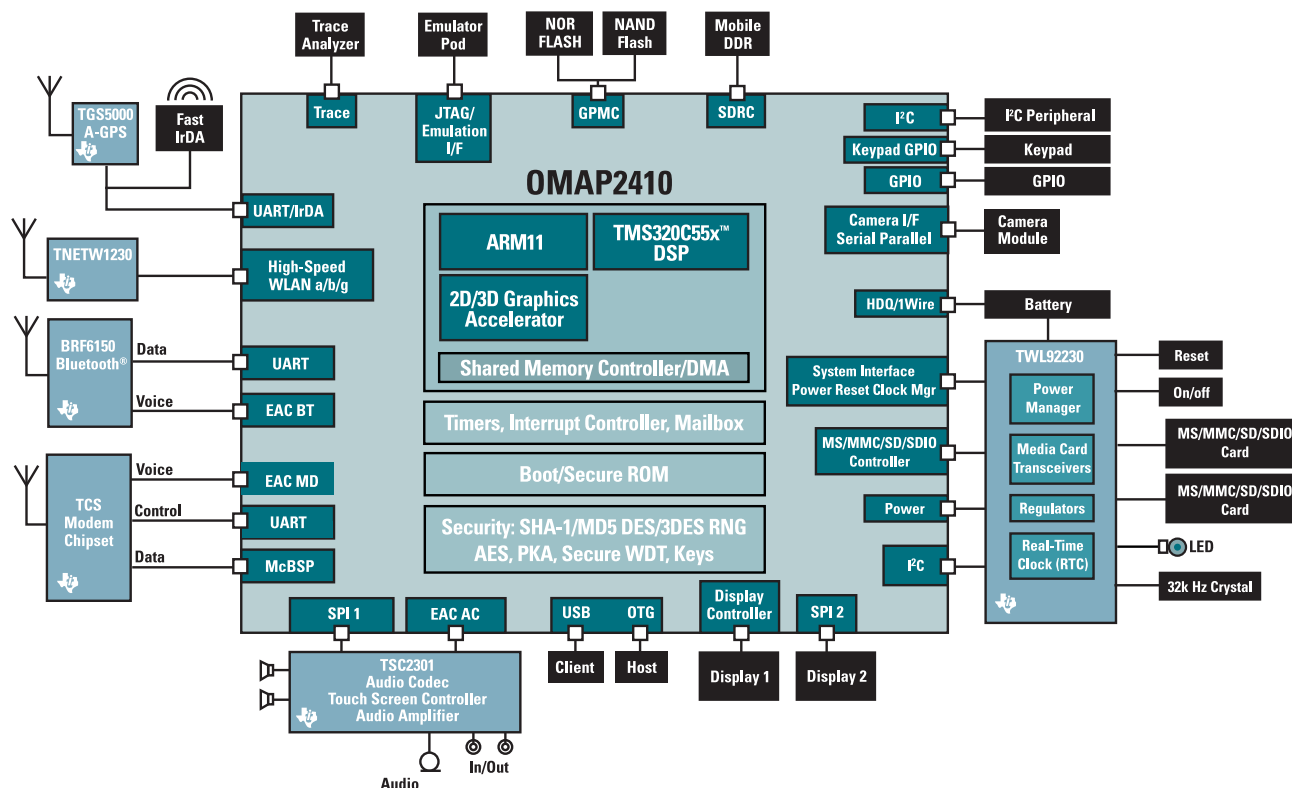 Trace
Analyzer
Emulator
Pod
NOR
FLASH
NAND
Flash
Mobile
DDR
TGS5000
A-GPS
Fast
IrDA
Trace
JTAG/
Emulation
I/F
GPMC
SDRC
I²C
I²C Peripheral
Keypad GPIO
Keypad
GPIO
GPIO
OMAP2410
UART/IrDA
ARM11
TMS320C55x™
DSP
Camera I/F
Serial Parallel
Camera
Module
TNETW1230
High-Speed
WLAN a/b/g
2D/3D Graphics
Accelerator
HDQ/1Wire
Battery
BRF6150
Bluetooth®
Data
UART
Voice
EAC BT
Shared Memory Controller/DMA
System Interface
Power Reset Clock Mgr
TWL92230
Reset
Power
Manager
On/off
Timers, Interrupt Controller, Mailbox
MS/MMC/SD/SDIO
Controller
Media Card
Transceivers
MS/MMC/SD/SDIO
Card
TCS
Modem
Chipset
Voice
EAC MD
Control
UART
Data
McBSP
Boot/Secure ROM
Power
Regulators
MS/MMC/SD/SDIO
Card
Security: SHA-1/MD5 DES/3DES RNG
AES, PKA, Secure WDT, Keys
I²C
Real-Time
Clock (RTC)
LED
32k Hz Crystal
SPI 1
EAC AC
USB
OTG
Display
Controller
SPI 2
TSC2301
Audio Codec
Touch Screen Controller
Audio Amplifier
Client
Host
Display 1
Display 2
Audio
In/Out